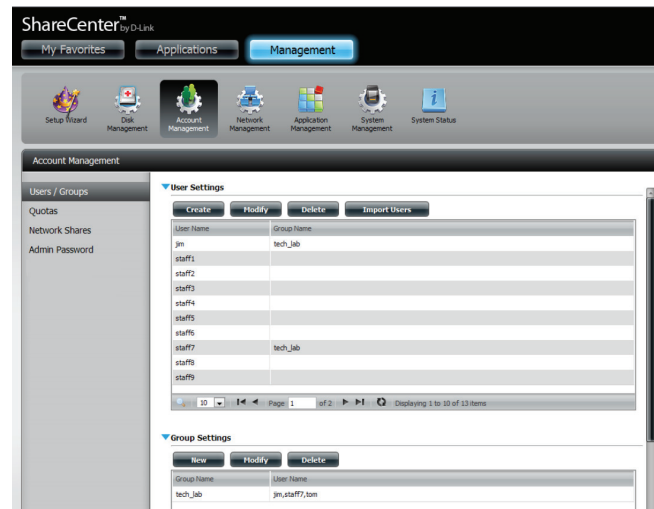 ShareCenter™ by D-Link
My Favorites Applications Management
Setup Wizard Disk Management Account Management Network Management Application Management System Management System Status
Account Management
Users / Groups
Quotas
Network Shares
Admin Password
User Settings
Create Modify Delete Import Users
User Name Group Name
jim tech_lab
staff1
staff2
staff3
staff4
staff5
staff6
staff7 tech_lab
staff8
staff9
10 Page 1 of 2 Displaying 1 to 10 of 13 items
Group Settings
New Modify Delete
Group Name User Name
tech_lab jim,staff7,tom